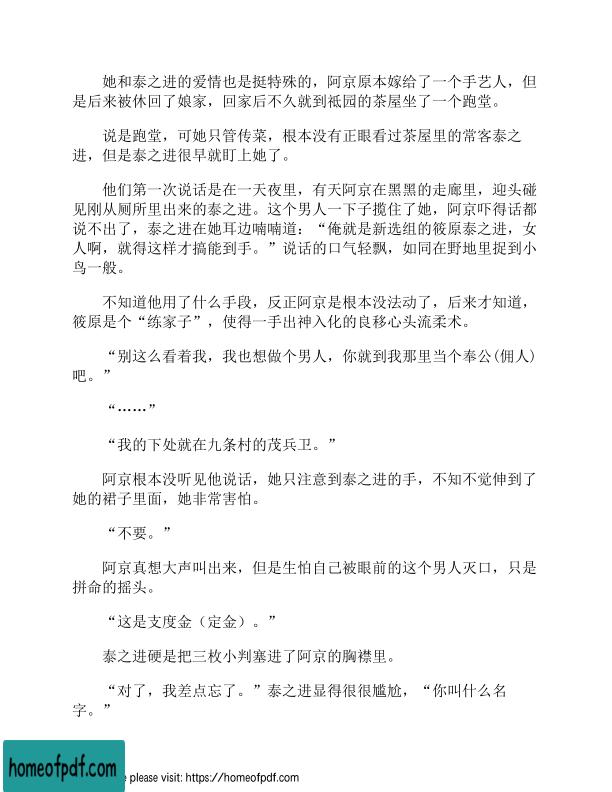 她和泰之进的爱情也是挺特殊的，阿京原本嫁给了一个手艺人，但
是后来被休回了娘家，回家后不久就到祇园的茶屋坐了一个跑堂。
说是跑堂，可她只管传菜，根本没有正眼看过茶屋里的常客泰之
进，但是泰之进很早就盯上她了。
他们第一次说话是在一天夜里，有天阿京在黑黑的走廊里，迎头碰
见刚从厕所里出来的泰之进。这个男人一下子揽住了她，阿京吓得话都
说不出了，泰之进在她耳边喃喃道：“俺就是新选组的筱原泰之进，女
人啊，就得这样才搞能到手。”说话的口气轻飘，如同在野地里捉到小
鸟一般。
不知道他用了什么手段，反正阿京是根本没法动了，后来才知道，
筱原是个“练家子”，使得一手出神入化的良移心头流柔术。
“别这么看着我，我也想做个男人，你就到我那里当个奉公(佣人)
吧。”
“……”
“我的下处就在九条村的茂兵卫。”
阿京根本没听见他说话，她只注意到泰之进的手，不知不觉伸到了
她的裙子里面，她非常害怕。
“不要。”
阿京真想大声叫出来，但是生怕自己被眼前的这个男人灭口，只是
拼命的摇头。
“这是支度金（定金）。”
泰之进硬是把三枚小判塞进了阿京的胸襟里。
“对了，我差点忘了。”泰之进显得很很尴尬，“你叫什么名
字。”
homeofpdf.com
e please visit: https://homeofpdf.com